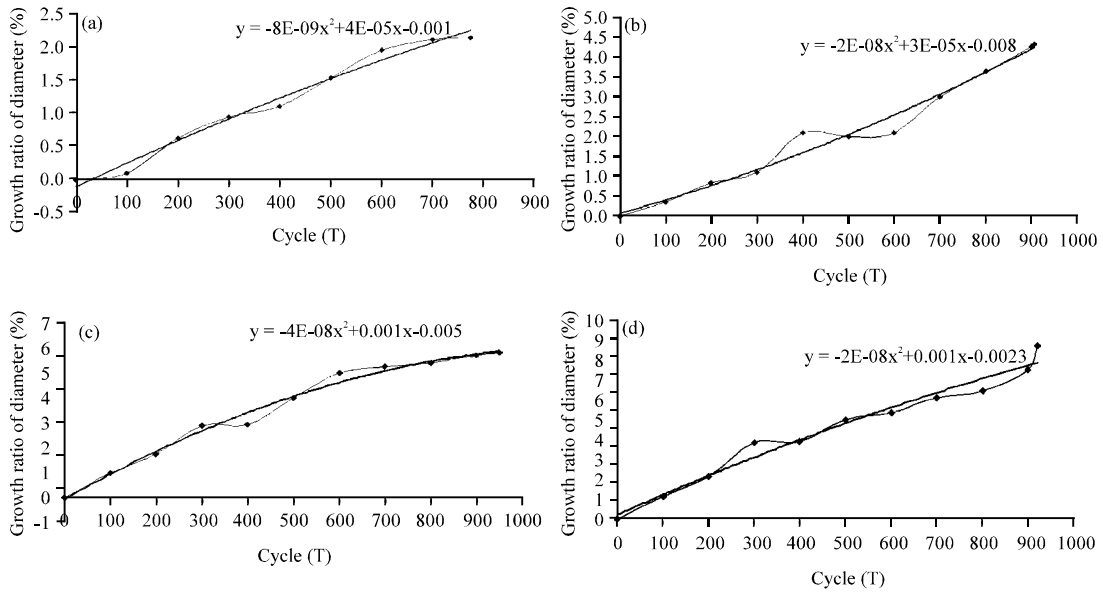 (a)
y = -8E-09x²+4E-05x-0.001
Growth ratio of diameter (%)
2.5
2.0
1.5
1.0
0.5
0.0
-0.5
0 100 200 300 400 500 600 700 800 900
Cycle (T)
(b)
y = -2E-08x²+3E-05x-0.008
Growth ratio of diameter (%)
5.0
4.5
4.0
3.5
3.0
2.5
2.0
1.5
1.0
0.5
0.0
0 100 200 300 400 500 600 700 800 900 1000
Cycle (T)
(c)
y = -4E-08x²+0.001x-0.005
Growth ratio of diameter (%)
7
6
5
4
3
2
1
0
-1
0 100 200 300 400 500 600 700 800 900 1000
Cycle (T)
(d)
y = -2E-08x²+0.001x-0.0023
Growth ratio of diameter (%)
10
9
8
7
6
5
4
3
2
1
0
0 100 200 300 400 500 600 700 800 900 1000
Cycle (T)